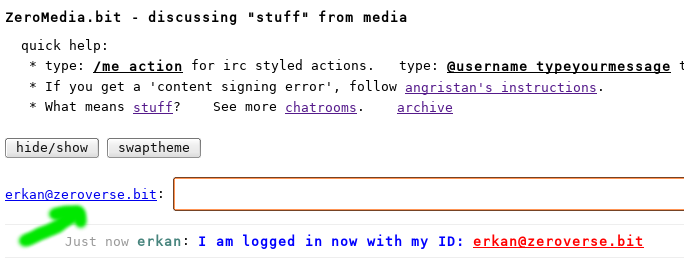 ZeroMedia.bit - discussing "stuff" from media
quick help:
* type: /me action for irc styled actions. type: @username typeyourmessage
* If you get a 'content signing error', follow angristan's instructions.
* What means stuff? See more chatrooms. archive
hide/show swaptheme
erkan@zeroverse.bit:
Just now erkan: I am logged in now with my ID: erkan@zeroverse.bit